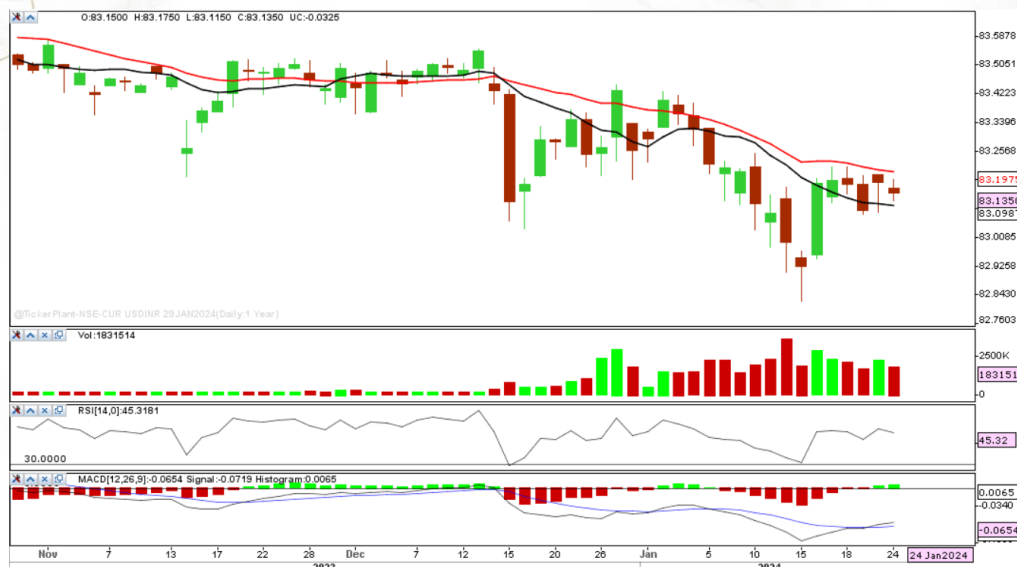 O:83.1500 H:83.1750 L:83.1150 C:83.1350 UC:-0.0325
83.5878
83.5051
83.4223
83.3396
83.2568
83.1975
83.1350
83.0987
83.0085
82.9258
82.8430
82.7603
@TickerPlant-NSE-CUR USDINR 29JAN2024(Daily:1 Year)
Vol:1831514
2500K
183151
0
RSI[14,0]:45.3181
45.32
30.0000
MACD[12,26,9]:-0.0654 Signal:-0.0719 Histogram:0.0065
0.0065
-0.0340
-0.0654
Nov 7 13 17 22 28 Dec 7 12 15 20 26 Jan 5 10 15 18 24 24 Jan2024
2023 2024